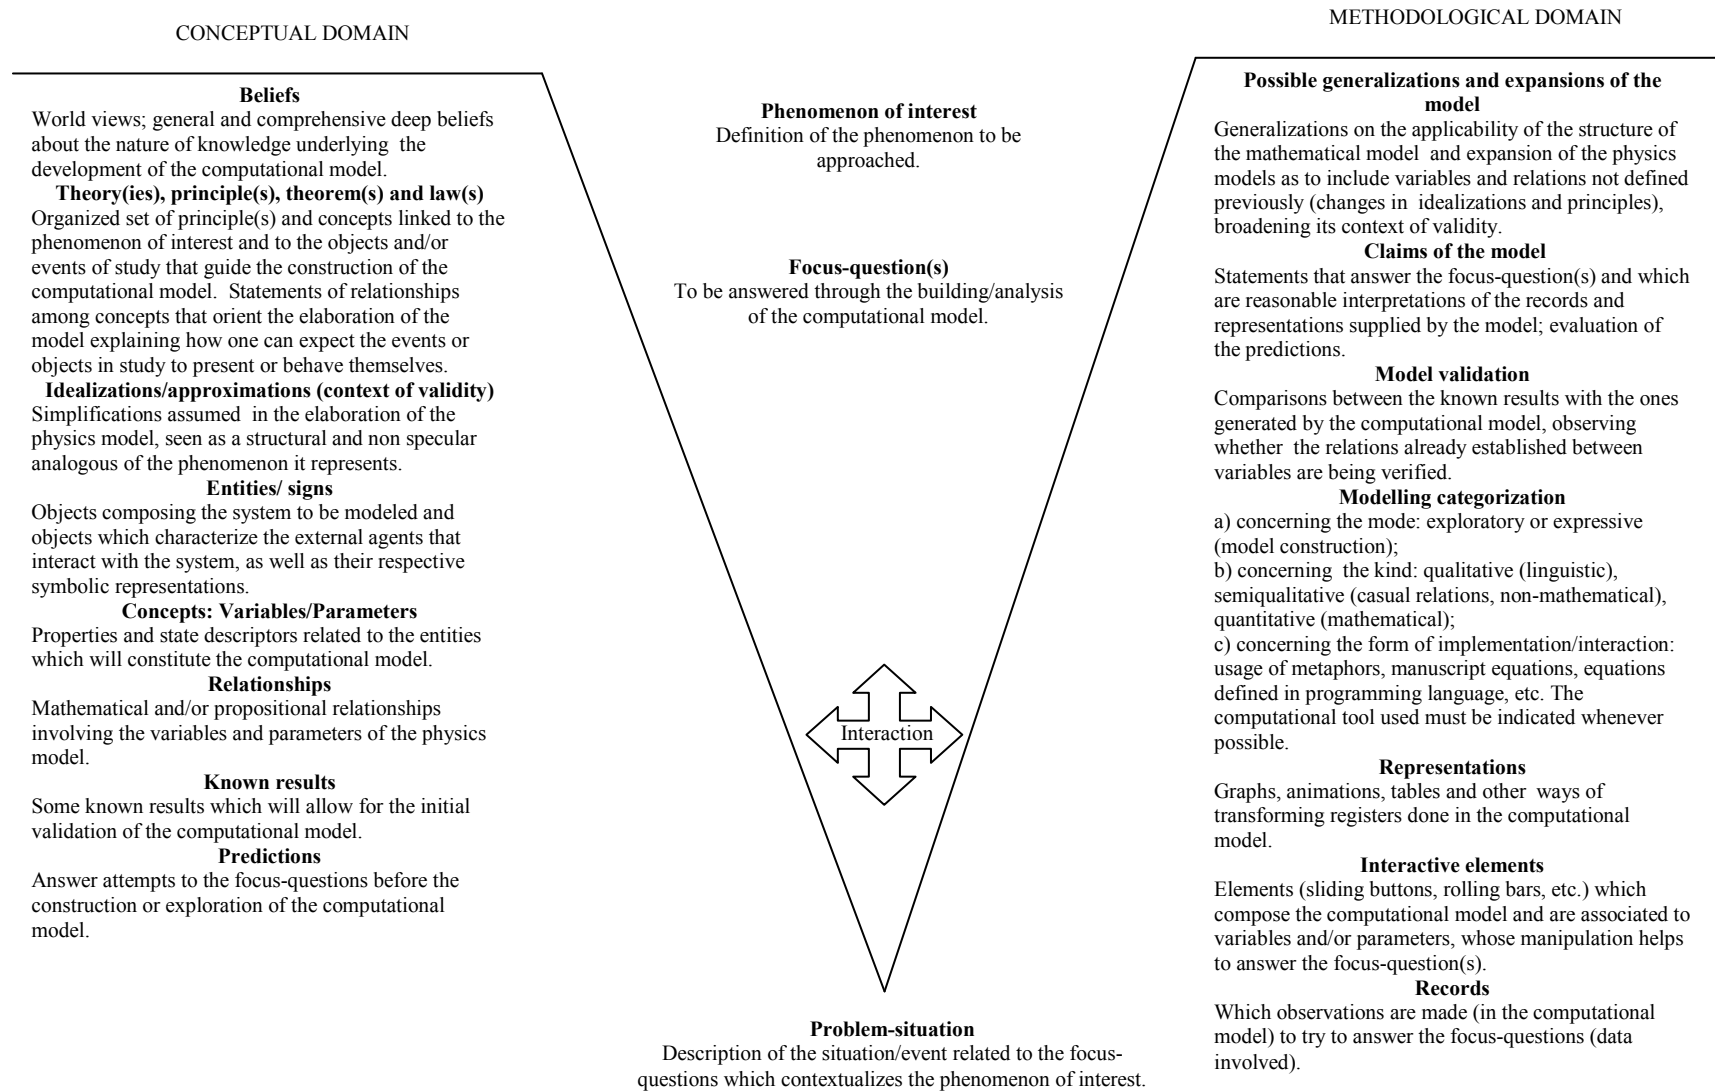 CONCEPTUAL DOMAIN
Beliefs
World views; general and comprehensive deep beliefs
about the nature of knowledge underlying the
development of the computational model.
Theory(ies), principle(s), theorem(s) and law(s)
Organized set of principle(s) and concepts linked to the
phenomenon of interest and to the objects and/or
events of study that guide the construction of the
computational model. Statements of relationships
among concepts that orient the elaboration of the
model explaining how one can expect the events or
objects in study to present or behave themselves.
Idealizations/approximations (context of validity)
Simplifications assumed in the elaboration of the
physics model, seen as a structural and non specular
analogous of the phenomenon it represents.
Entities/ signs
Objects composing the system to be modeled and
objects which characterize the external agents that
interact with the system, as well as their respective
symbolic representations.
Concepts: Variables/Parameters
Properties and state descriptors related to the entities
which will constitute the computational model.
Relationships
Mathematical and/or propositional relationships
involving the variables and parameters of the physics
model.
Known results
Some known results which will allow for the initial
validation of the computational model.
Predictions
Answer attempts to the focus-questions before the
construction or exploration of the computational
model.
Phenomenon of interest
Definition of the phenomenon to be
approached.
Focus-question(s)
To be answered through the building/analysis
of the computational model.
Interaction
Problem-situation
Description of the situation/event related to the focus-
questions which contextualizes the phenomenon of interest.
METHODOLOGICAL DOMAIN
Possible generalizations and expansions of the
model
Generalizations on the applicability of the structure of
the mathematical model and expansion of the physics
models as to include variables and relations not defined
previously (changes in idealizations and principles),
broadening its context of validity.
Claims of the model
Statements that answer the focus-question(s) and which
are reasonable interpretations of the records and
representations supplied by the model; evaluation of
the predictions.
Model validation
Comparisons between the known results with the ones
generated by the computational model, observing
whether the relations already established between
variables are being verified.
Modelling categorization
a) concerning the mode: exploratory or expressive
(model construction);
b) concerning the kind: qualitative (linguistic),
semiqualitative (casual relations, non-mathematical),
quantitative (mathematical);
c) concerning the form of implementation/interaction:
usage of metaphors, manuscript equations, equations
defined in programming language, etc. The
computational tool used must be indicated whenever
possible.
Representations
Graphs, animations, tables and other ways of
transforming registers done in the computational
model.
Interactive elements
Elements (sliding buttons, rolling bars, etc.) which
compose the computational model and are associated to
variables and/or parameters, whose manipulation helps
to answer the focus-question(s).
Records
Which observations are made (in the computational
model) to try to answer the focus-questions (data
involved).